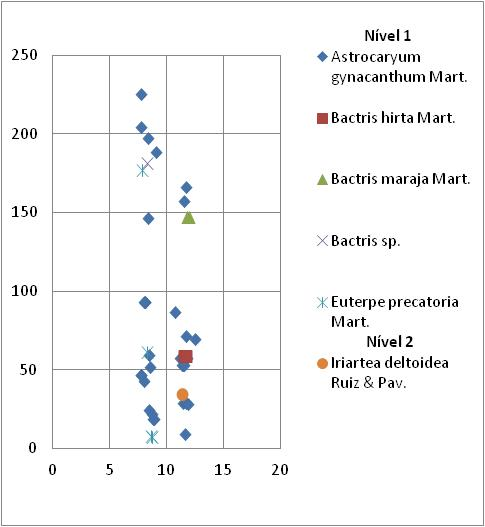 Nível 1
Astrocaryum
gynacanthum Mart.
Bactris hirta Mart.
Bactris maraja Mart.
Bactris sp.
Euterpe precatoria
Mart.
Nível 2
Iriartea deltoidea
Ruiz & Pav.
250
200
150
100
50
0
0 5 10 15 20